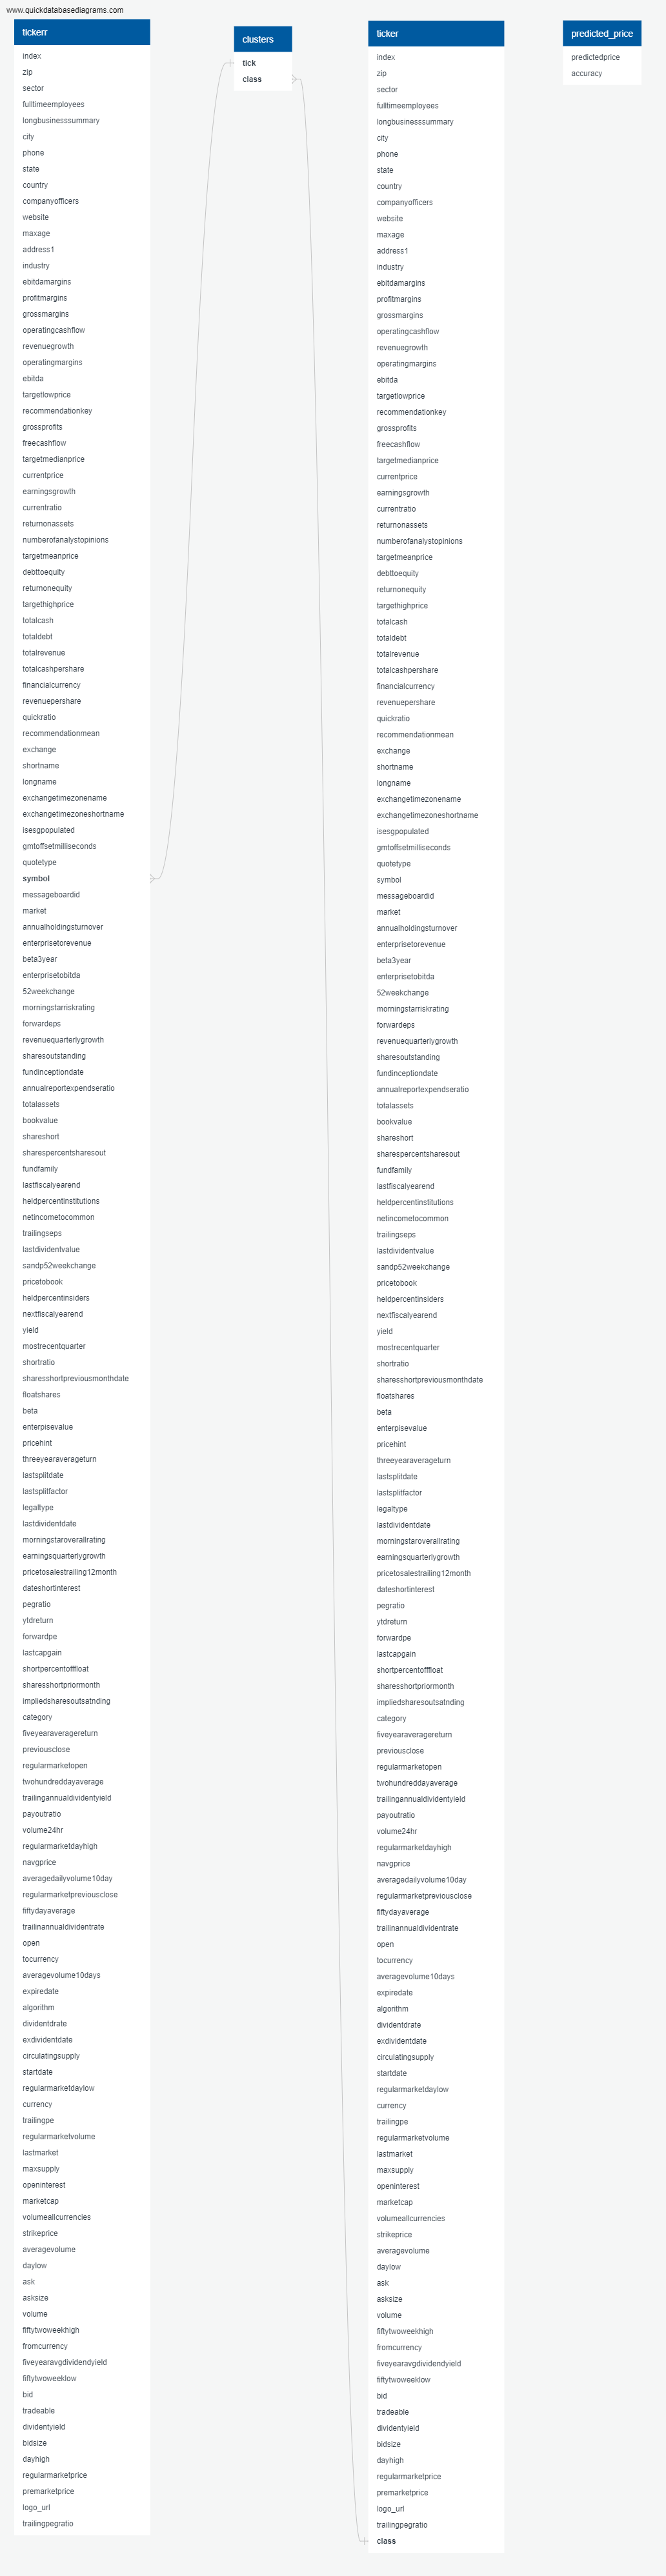 www.quickdatabasediagrams.com
tickerr
index
zip
sector
fulltimeemployees
longbusinesssummary
city
phone
state
country
companyofficers
website
maxage
address1
industry
ebitdamargins
profitmargins
grossmargins
operatingcashflow
revenuegrowth
operatingmargins
ebitda
targetlowprice
recommendationkey
grossprofits
freecashflow
targetmedianprice
currentprice
earningsgrowth
currentratio
returnonassets
numberofanalystopinions
targetmeanprice
debttoequity
returnonequity
targethighprice
totalcash
totaldebt
totalrevenue
totalcashpershare
financialcurrency
revenuepershare
quickratio
recommendationmean
exchange
shortname
longname
exchangetimezonename
exchangetimezoneshortname
isesgpopulated
gmtoffsetmilliseconds
quotetype
symbol
messageboardid
market
annualholdingsturnover
enterprisetorevenue
beta3year
enterprisetobitda
52weekchange
morningstarriskrating
forwardeps
revenuequarterlygrowth
sharesoutstanding
fundinceptiondate
annualreportexpendseratio
totalassets
bookvalue
shareshort
sharespercentsharesout
fundfamily
lastfiscalyearend
heldpercentinstitutions
netincometocommon
trailingseps
lastdividentvalue
sandp52weekchange
pricetobook
heldpercentinsiders
nextfiscalyearend
yield
mostrecentquarter
shortratio
sharesshortpreviousmonthdate
floatshares
beta
enterpisevalue
pricehint
threeyearaverageturn
lastsplitdate
lastsplitfactor
legaltype
lastdividentdate
morningstaroverallrating
earningsquarterlygrowth
pricetosalestrailing12month
dateshortinterest
pegratio
ytdreturn
forwardpe
lastcapgain
shortpercentofffloat
sharesshortpriormonth
impliedsharesoutsatnding
category
fiveyearaveragereturn
previousclose
regularmarketopen
twohundreddayaverage
trailingannualdividentyield
payoutratio
volume24hr
regularmarketdayhigh
navgprice
averagedailyvolume10day
regularmarketpreviousclose
fiftydayaverage
trailinannualdividentrate
open
tocurrency
averagevolume10days
expiredate
algorithm
dividentdrate
exdividentdate
circulatingsupply
startdate
regularmarketdaylow
currency
trailingpe
regularmarketvolume
lastmarket
maxsupply
openinterest
marketcap
volumeallcurrencies
strikeprice
averagevolume
daylow
ask
asksize
volume
fiftytwoweekhigh
fromcurrency
fiveyearavgdividendyield
fiftytwoweeklow
bid
tradeable
dividentyield
bidsize
dayhigh
regularmarketprice
premarketprice
logo_url
trailingpegratio
clusters
tick
class
ticker
index
zip
sector
fulltimeemployees
longbusinesssummary
city
phone
state
country
companyofficers
website
maxage
address1
industry
ebitdamargins
profitmargins
grossmargins
operatingcashflow
revenuegrowth
operatingmargins
ebitda
targetlowprice
recommendationkey
grossprofits
freecashflow
targetmedianprice
currentprice
earningsgrowth
currentratio
returnonassets
numberofanalystopinions
targetmeanprice
debttoequity
returnonequity
targethighprice
totalcash
totaldebt
totalrevenue
totalcashpershare
financialcurrency
revenuepershare
quickratio
recommendationmean
exchange
shortname
longname
exchangetimezonename
exchangetimezoneshortname
isesgpopulated
gmtoffsetmilliseconds
quotetype
symbol
messageboardid
market
annualholdingsturnover
enterprisetorevenue
beta3year
enterprisetobitda
52weekchange
morningstarriskrating
forwardeps
revenuequarterlygrowth
sharesoutstanding
fundinceptiondate
annualreportexpendseratio
totalassets
bookvalue
shareshort
sharespercentsharesout
fundfamily
lastfiscalyearend
heldpercentinstitutions
netincometocommon
trailingseps
lastdividentvalue
sandp52weekchange
pricetobook
heldpercentinsiders
nextfiscalyearend
yield
mostrecentquarter
shortratio
sharesshortpreviousmonthdate
floatshares
beta
enterpisevalue
pricehint
threeyearaverageturn
lastsplitdate
lastsplitfactor
legaltype
lastdividentdate
morningstaroverallrating
earningsquarterlygrowth
pricetosalestrailing12month
dateshortinterest
pegratio
ytdreturn
forwardpe
lastcapgain
shortpercentofffloat
sharesshortpriormonth
impliedsharesoutsatnding
category
fiveyearaveragereturn
previousclose
regularmarketopen
twohundreddayaverage
trailingannualdividentyield
payoutratio
volume24hr
regularmarketdayhigh
navgprice
averagedailyvolume10day
regularmarketpreviousclose
fiftydayaverage
trailinannualdividentrate
open
tocurrency
averagevolume10days
expiredate
algorithm
dividentdrate
exdividentdate
circulatingsupply
startdate
regularmarketdaylow
currency
trailingpe
regularmarketvolume
lastmarket
maxsupply
openinterest
marketcap
volumeallcurrencies
strikeprice
averagevolume
daylow
ask
asksize
volume
fiftytwoweekhigh
fromcurrency
fiveyearavgdividendyield
fiftytwoweeklow
bid
tradeable
dividentyield
bidsize
dayhigh
regularmarketprice
premarketprice
logo_url
trailingpegratio
class
predicted_price
predictedprice
accuracy